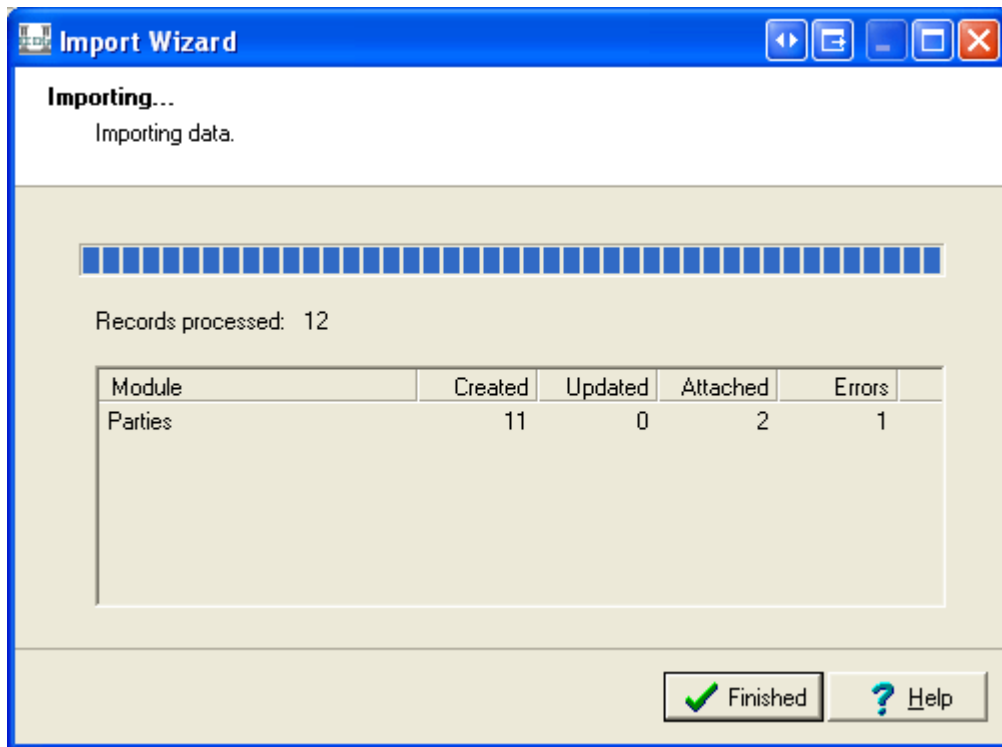 Import Wizard
Importing...
Importing data.
Records processed: 12
Module Created Updated Attached Errors
Parties 11 0 2 1
Finished
? Help